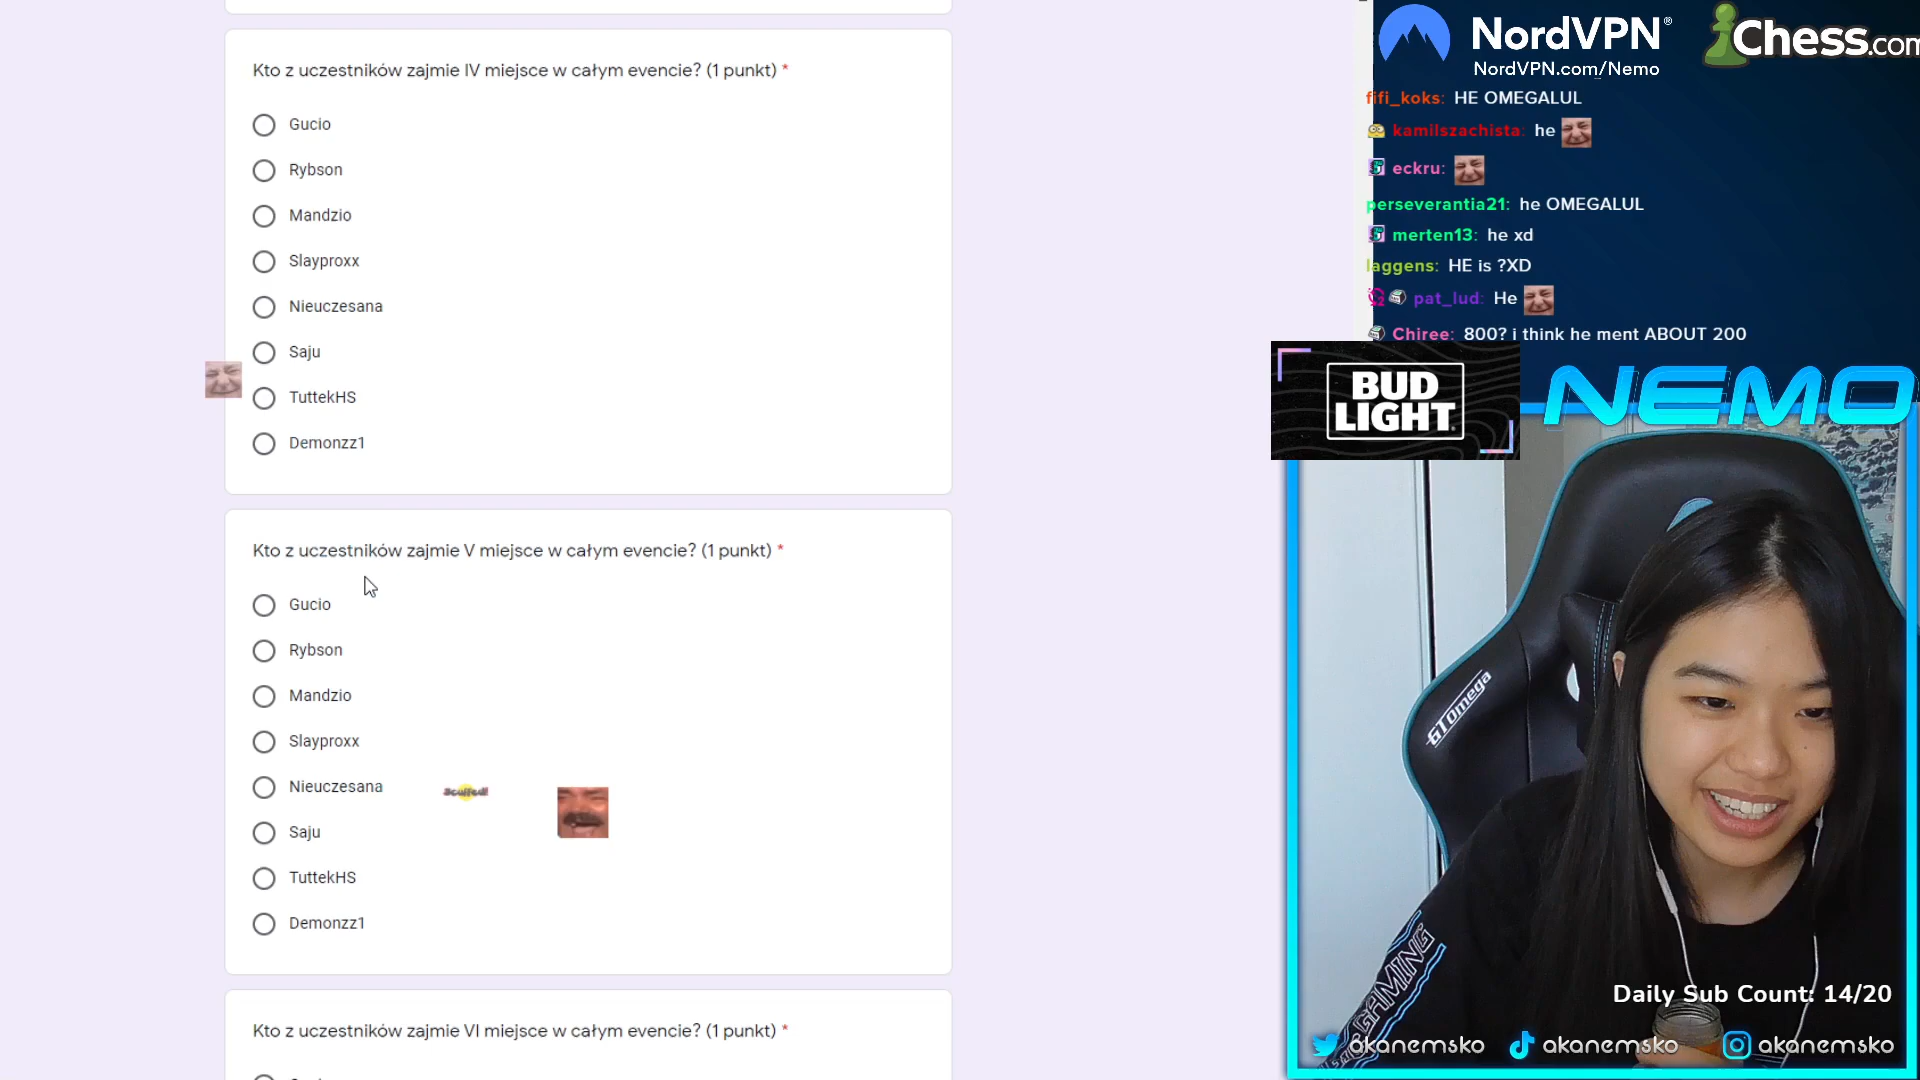 Kto z uczestników zajmie IV miejsce w całym evencie? (1 punkt) *
Gucio
Rybson
Mandzio
Slayproxx
Nieuczesana
Saju
TuttekHS
Demonzz1
Kto z uczestników zajmie V miejsce w całym evencie? (1 punkt) *
Gucio
Rybson
Mandzio
Slayproxx
Nieuczesana
Saju
TuttekHS
Demonzz1
Scuffed!
Kto z uczestników zajmie VI miejsce w całym evencie? (1 punkt) *
NordVPN®
NordVPN.com/Nemo
Chess.com
fifi_koks: HE OMEGALUL
kamilszachista: he
eckru:
perseverantia21: he OMEGALUL
merten13: he xd
laggens: HE is ?XD
pat_lud: He
Chiree: 800? i think he ment ABOUT 200
BUD
LIGHT
NEMO
GTOmega
GAMING
Daily Sub Count: 14/20
akanemsko
akanemsko
akanemsko